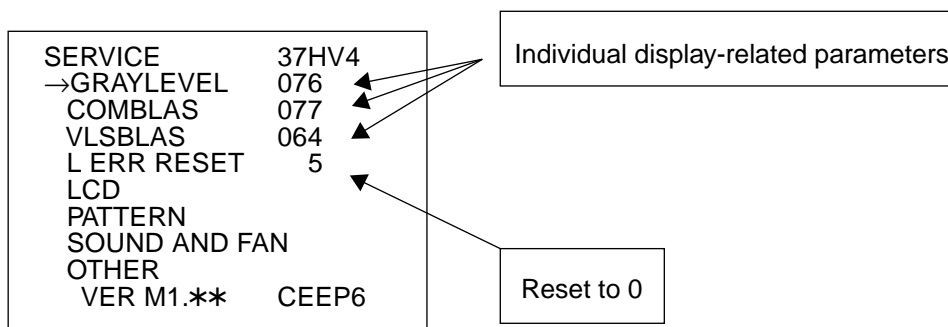 SERVICE 37HV4
→GRAYLEVEL 076
COMBLAS 077
VLSBLAS 064
L ERR RESET 5
LCD
PATTERN
SOUND AND FAN
OTHER
VER M1.** CEEP6
Individual display-related parameters
Reset to 0